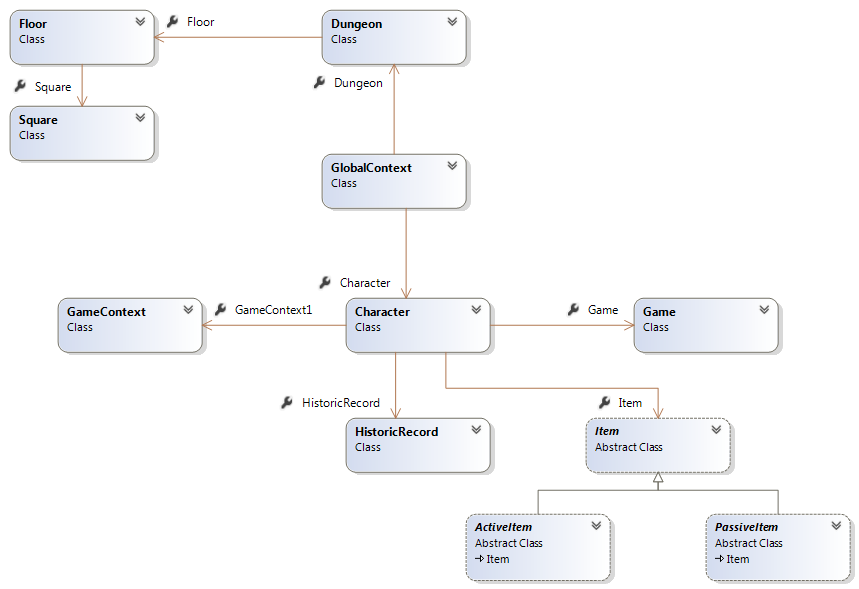 Floor
Class
Floor
Dungeon
Class
Square
Dungeon
Square
Class
GlobalContext
Class
Character
GameContext
Class
GameContext1
Character
Class
Game
Game
Class
HistoricRecord
Item
HistoricRecord
Class
Item
Abstract Class
ActiveItem
Abstract Class
Item
PassiveItem
Abstract Class
Item